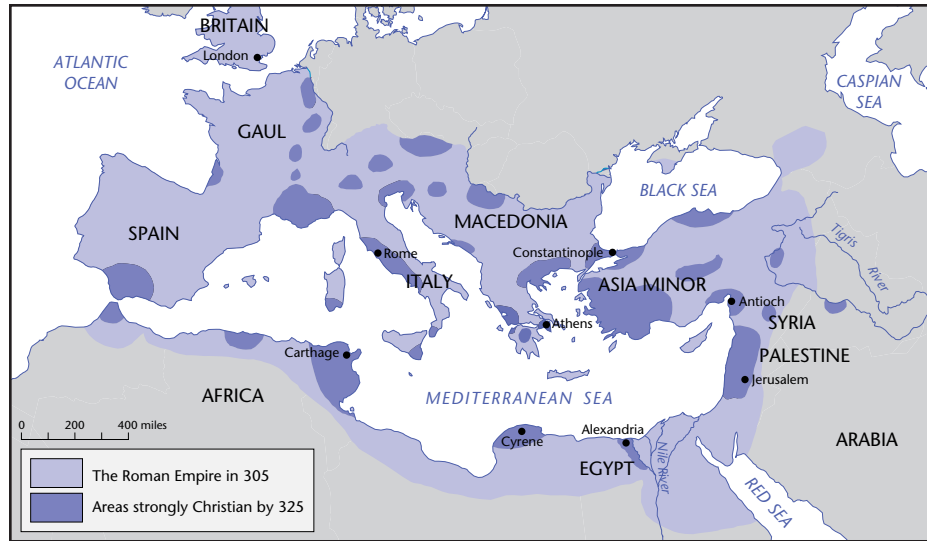 BRITAIN
London
ATLANTIC
OCEAN
CASPIAN
SEA
GAUL
BLACK SEA
SPAIN
MACEDONIA
Constantinople
Tigris
River
Rome
ITALY
ASIA MINOR
Antioch
SYRIA
Athens
Carthage
PALESTINE
Jerusalem
AFRICA
MEDITERRANEAN SEA
Cyrene
Alexandria
EGYPT
Nile River
ARABIA
RED SEA
0 200 400 miles
The Roman Empire in 305
Areas strongly Christian by 325